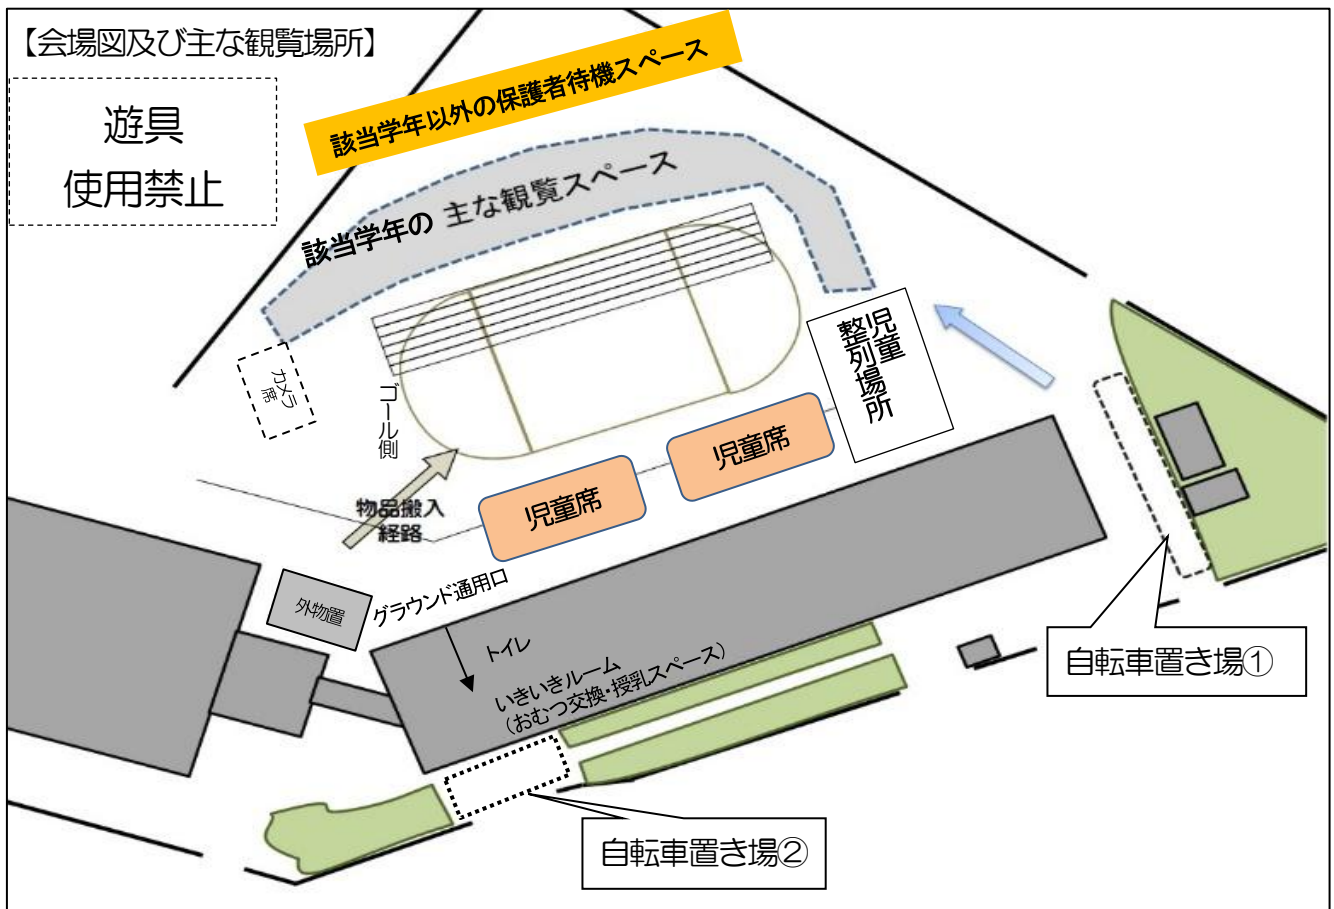 【会場図及び主な観覧場所】
遊具
使用禁止
該当学年以外の保護者待機スペース
該当学年の 主な観覧スペース
カメラ
席
ゴール側
児童
整列場所
児童席
児童席
物品搬入
経路
外物置
グラウンド通用口
トイレ
いきいきルーム
（おむつ交換・授乳スペース）
自転車置き場①
自転車置き場②